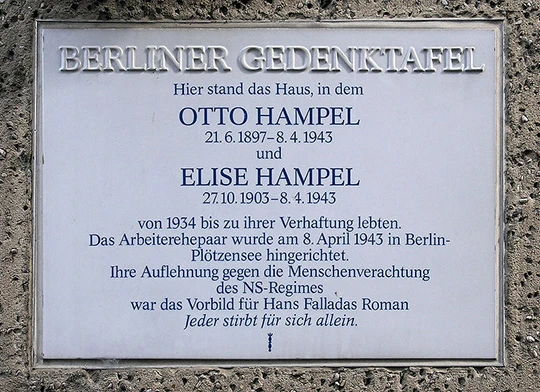 BERLINER GEDENKTAFEL
Hier stand das Haus, in dem
OTTO HAMPEL
21.6.1897–8.4.1943
und
ELISE HAMPEL
27.10.1903–8.4.1943
von 1934 bis zu ihrer Verhaftung lebten.
Das Arbeiterehepaar wurde am 8. April 1943 in Berlin-
Plötzensee hingerichtet.
Ihre Auflehnung gegen die Menschenverachtung
des NS-Regimes
war das Vorbild für Hans Falladas Roman
Jeder stirbt für sich allein.